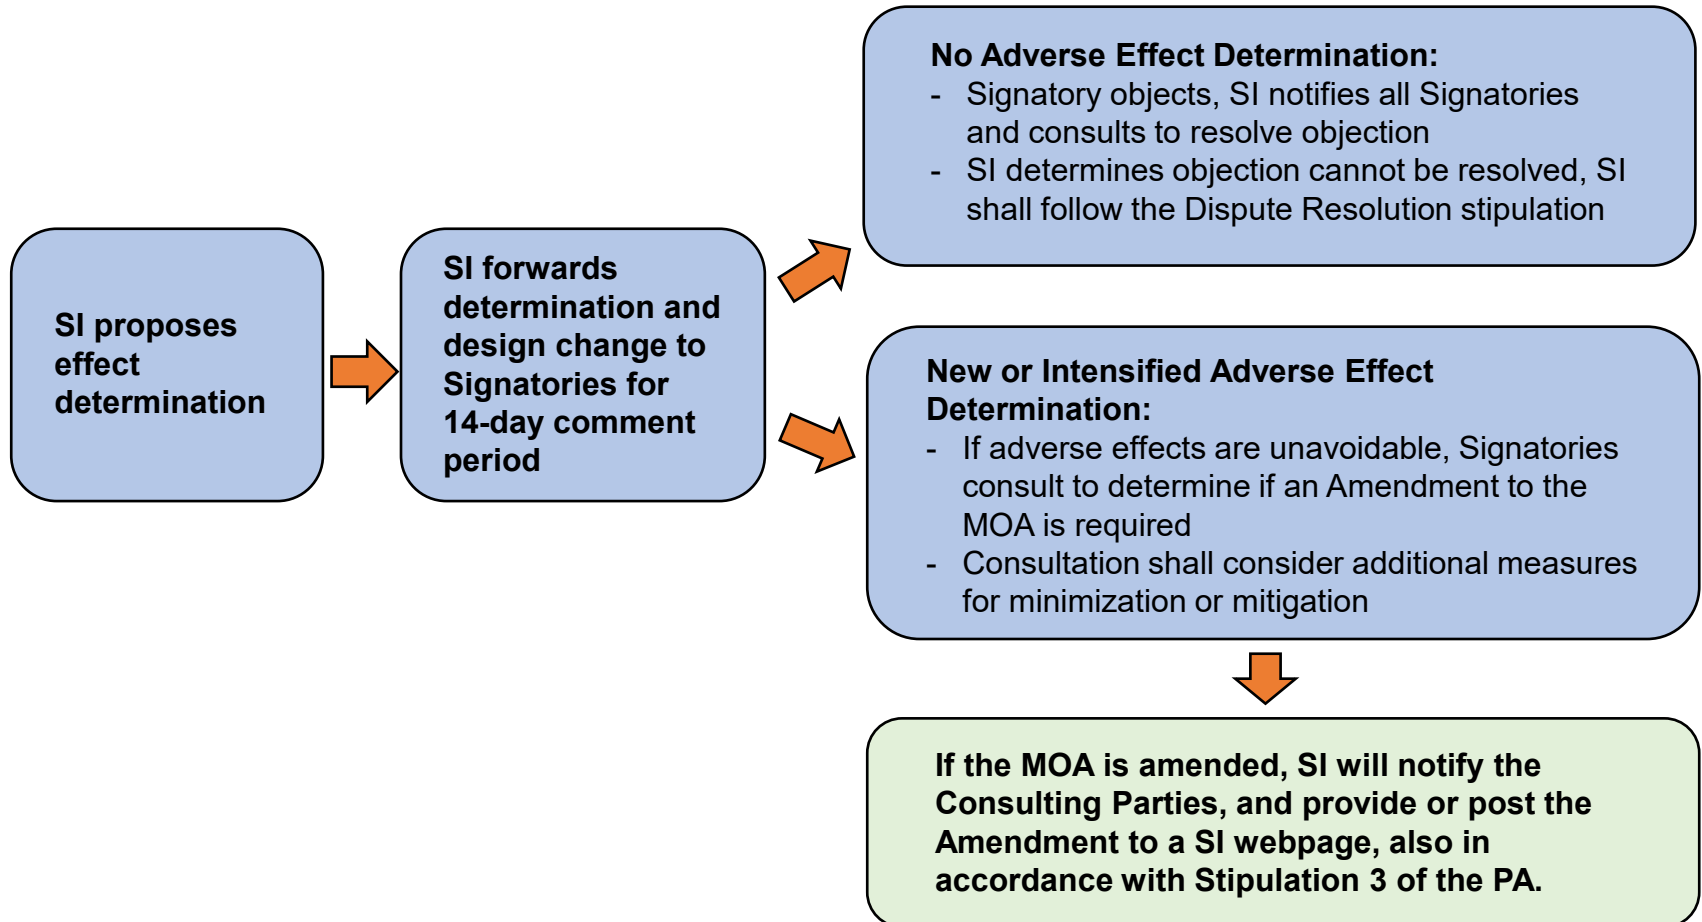 SI proposes
effect
determination
SI forwards
determination and
design change to
Signatories for
14-day comment
period
No Adverse Effect Determination:
- Signatory objects, SI notifies all Signatories
and consults to resolve objection
- SI determines objection cannot be resolved, SI
shall follow the Dispute Resolution stipulation
New or Intensified Adverse Effect
Determination:
- If adverse effects are unavoidable, Signatories
consult to determine if an Amendment to the
MOA is required
- Consultation shall consider additional measures
for minimization or mitigation
If the MOA is amended, SI will notify the
Consulting Parties, and provide or post the
Amendment to a SI webpage, also in
accordance with Stipulation 3 of the PA.